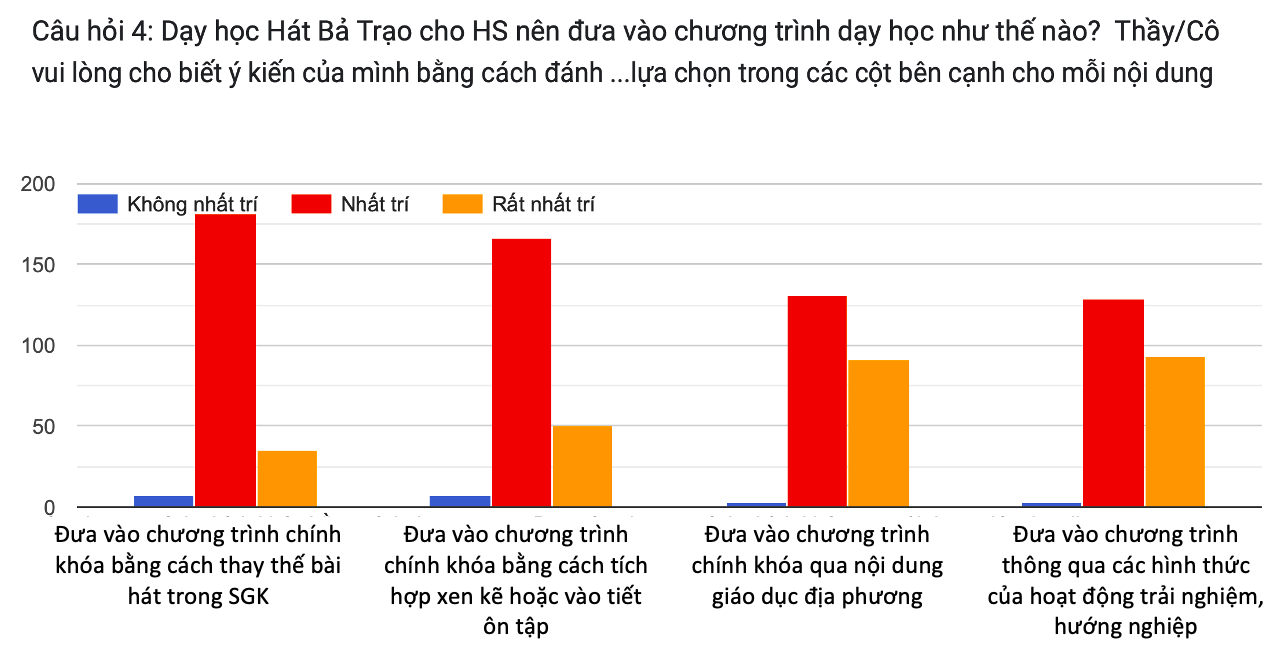 Câu hỏi 4: Dạy học Hát Bả Trạo cho HS nên đưa vào chương trình dạy học như thế nào?  Thầy/Cô
vui lòng cho biết ý kiến của mình bằng cách đánh ...lựa chọn trong các cột bên cạnh cho mỗi nội dung
200
Không nhất trí
Nhất trí
Rất nhất trí
150
100
50
0
Đưa vào chương trình chính
khóa bằng cách thay thế bài
hát trong SGK
Đưa vào chương trình
chính khóa bằng cách tích
hợp xen kẽ hoặc vào tiết
ôn tập
Đưa vào chương trình
chính khóa qua nội dung
giáo dục địa phương
Đưa vào chương trình
thông qua các hình thức
của hoạt động trải nghiệm,
hướng nghiệp